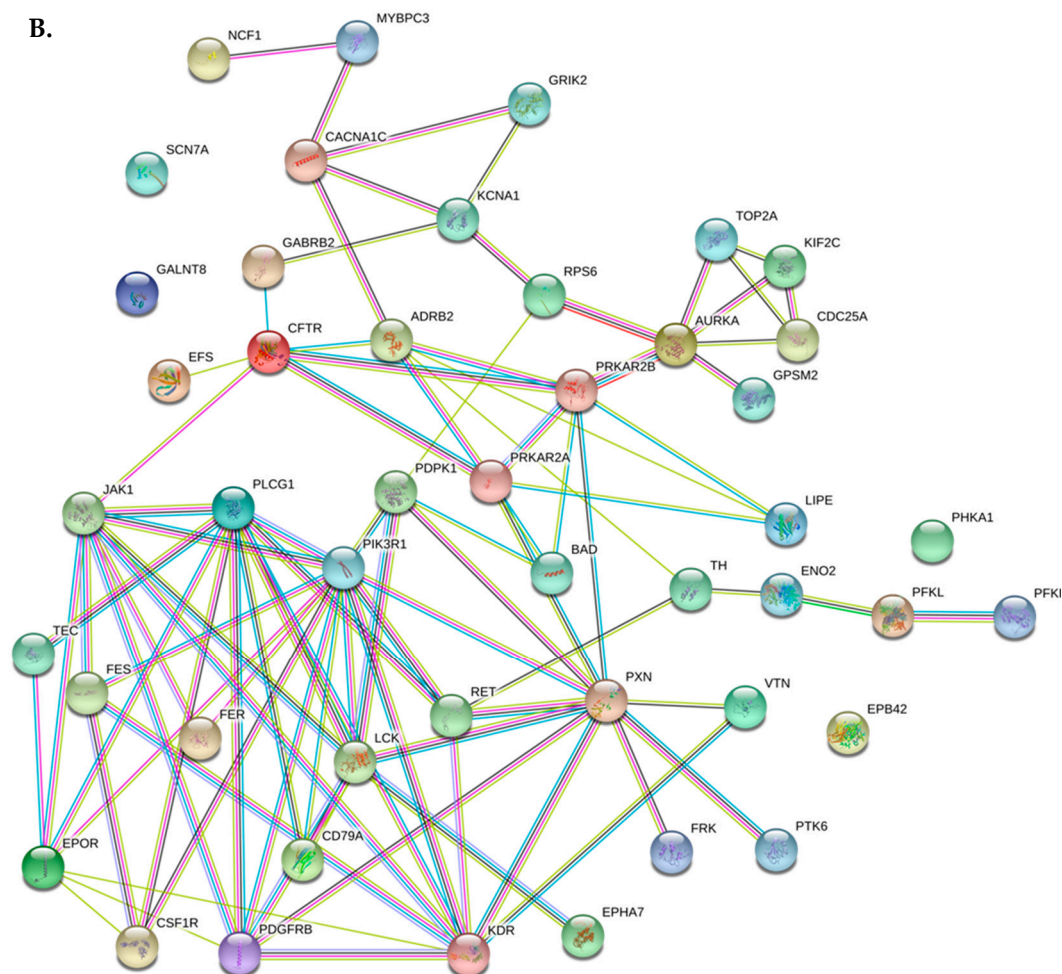 B.
MYBPC3
NCF1
GRIK2
CACNA1C
SCN7A
KCNA1
TOP2A
KIF2C
GABRB2
GALNT8
RPS6
CDC25A
AURKA
ADRB2
CFTR
EFS
PRKAR2B
GPSM2
PRKAR2A
PDPK1
JAK1
PLCG1
LIPE
PHKA1
PIK3R1
BAD
TH
ENO2
PFKL
TEC
FES
PXN
RET
VTN
FER
LCK
EPB42
FRK
PTK6
CD79A
EPOR
CSF1R
PDGFRB
KDR
EPHA7